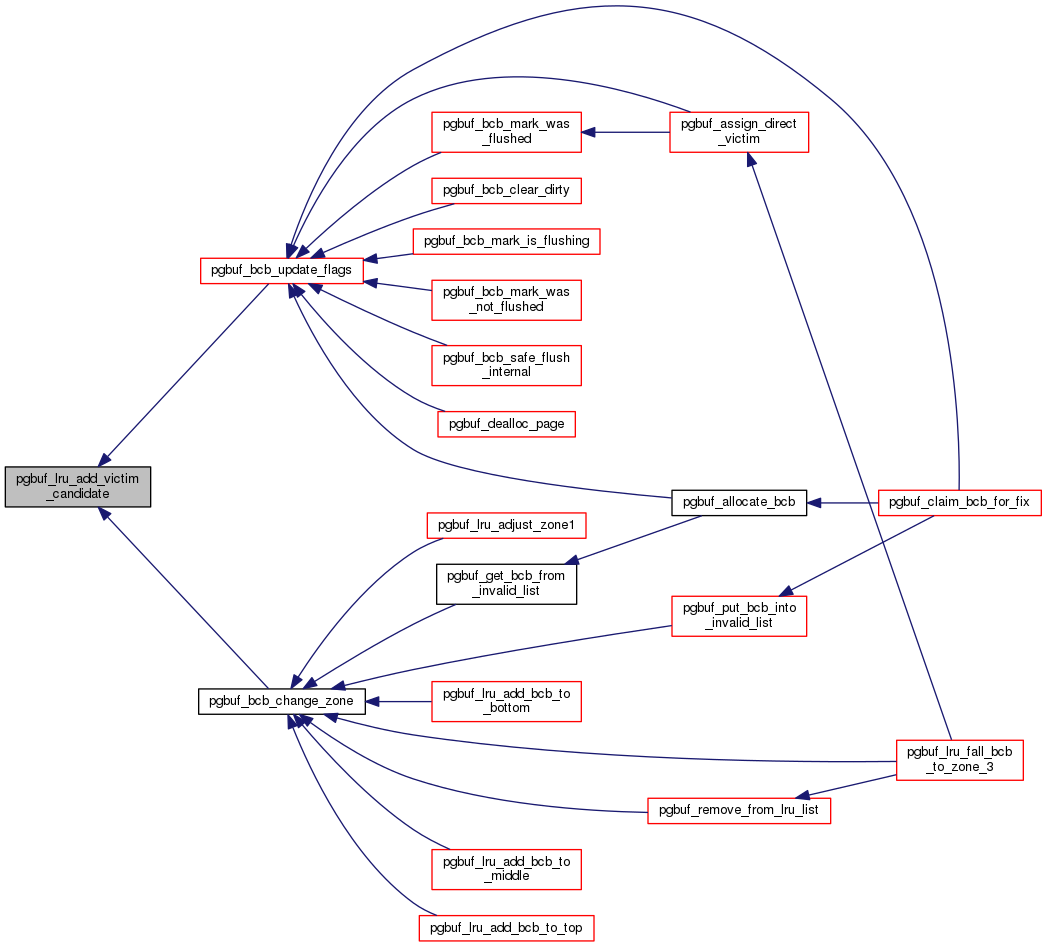 pgbuf_bcb_mark_was
_flushed
pgbuf_assign_direct
_victim
pgbuf_bcb_clear_dirty
pgbuf_bcb_mark_is_flushing
pgbuf_bcb_update_flags
pgbuf_bcb_mark_was
_not_flushed
pgbuf_bcb_safe_flush
_internal
pgbuf_dealloc_page
pgbuf_lru_add_victim
_candidate
pgbuf_allocate_bcb
pgbuf_claim_bcb_for_fix
pgbuf_lru_adjust_zone1
pgbuf_get_bcb_from
_invalid_list
pgbuf_put_bcb_into
_invalid_list
pgbuf_bcb_change_zone
pgbuf_lru_add_bcb_to
_bottom
pgbuf_lru_fall_bcb
_to_zone_3
pgbuf_remove_from_lru_list
pgbuf_lru_add_bcb_to
_middle
pgbuf_lru_add_bcb_to_top